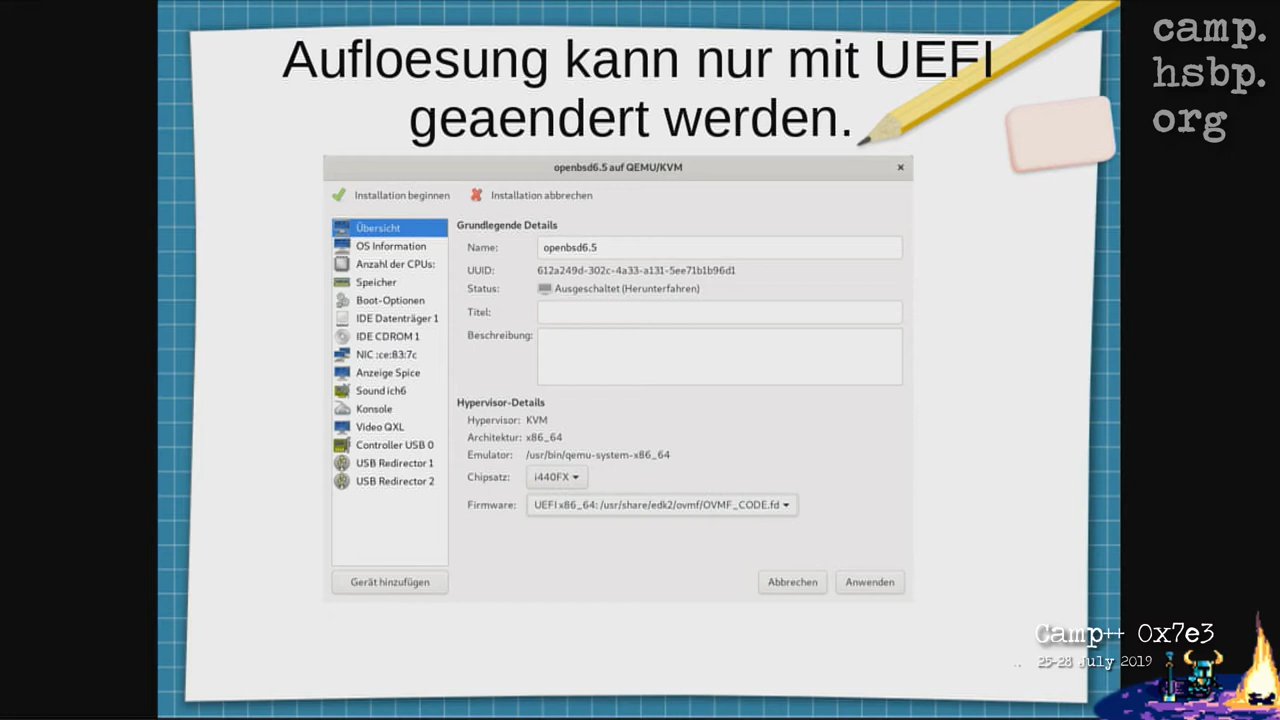 Aufloesung kann nur mit UEFI
geaendert werden.
camp.
hsbp.
org
openbsd6.5 auf QEMU/KVM
Installation beginnen
Installation abbrechen
Übersicht
OS Information
Anzahl der CPUs:
Speicher
Boot-Optionen
IDE Datenträger 1
IDE CDROM 1
NIC :ce:83:7c
Anzeige Spice
Sound ich6
Konsole
Video QXL
Controller USB 0
USB Redirector 1
USB Redirector 2
Gerät hinzufügen
Grundlegende Details
Name: openbsd6.5
UUID: 612a249d-302c-4a33-a131-5ee71b1b96d1
Status: Ausgeschaltet (Herunterfahren)
Titel:
Beschreibung:
Hypervisor-Details
Hypervisor: KVM
Architektur: x86_64
Emulator: /usr/bin/qemu-system-x86_64
Chipsatz: i440FX
Firmware: UEFI x86_64: /usr/share/edk2/ovmf/OVMF_CODE.fd
Abbrechen
Anwenden
Camp++ 0x7e3
25-28 July 2019